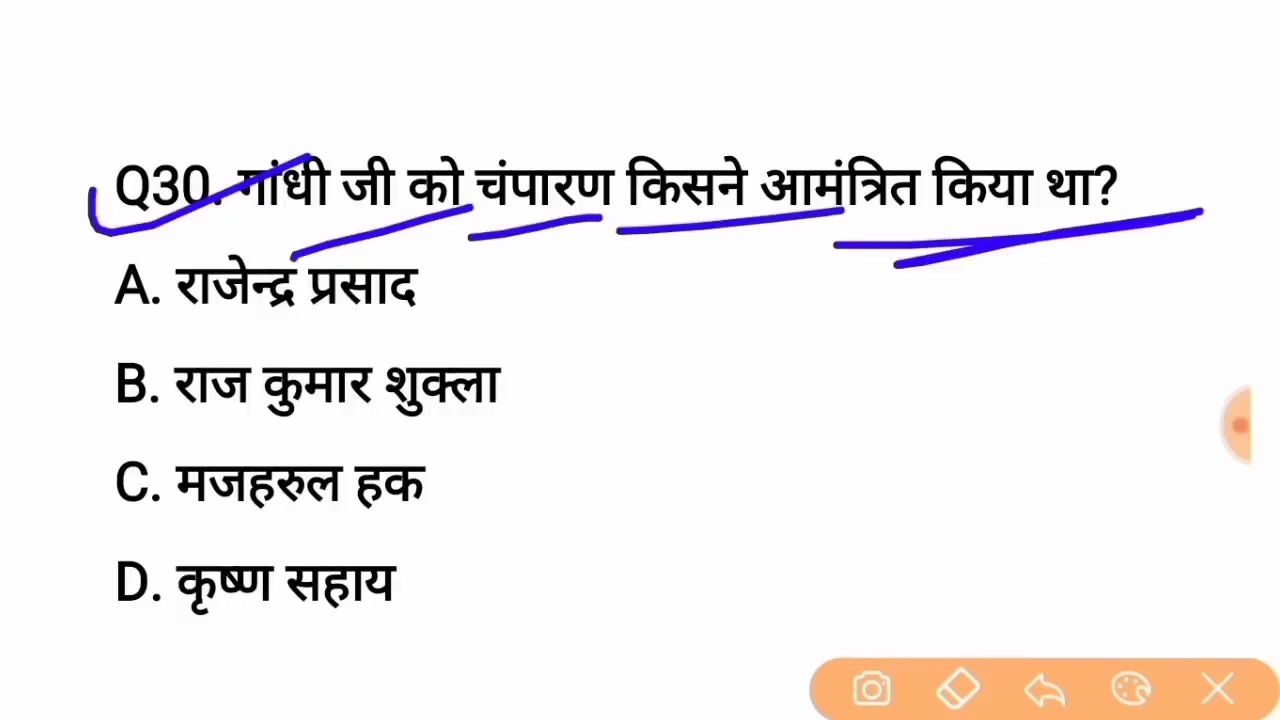 Q30. गांधी जी को चंपारण किसने आमंत्रित किया था?
A. राजेन्द्र प्रसाद
B. राज कुमार शुक्ला
C. मजहरुल हक
D. कृष्ण सहाय